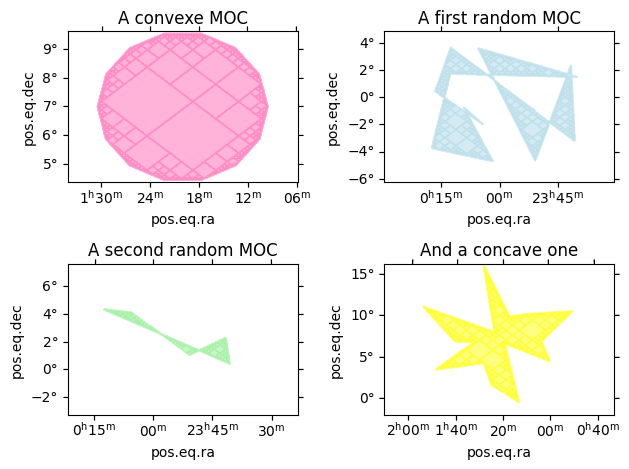 A convexe MOC
9°
8°
7°
6°
5°
pos.eq.dec
1ʰ30ᵐ 24ᵐ 18ᵐ 12ᵐ 06ᵐ
pos.eq.ra
A first random MOC
4°
2°
0°
−2°
−4°
−6°
pos.eq.dec
0ʰ15ᵐ 00ᵐ 23ʰ45ᵐ
pos.eq.ra
A second random MOC
6°
4°
2°
0°
−2°
pos.eq.dec
0ʰ15ᵐ 00ᵐ 23ʰ45ᵐ 30ᵐ
pos.eq.ra
And a concave one
15°
10°
5°
0°
pos.eq.dec
2ʰ00ᵐ 1ʰ40ᵐ 20ᵐ 00ᵐ 0ʰ40ᵐ
pos.eq.ra